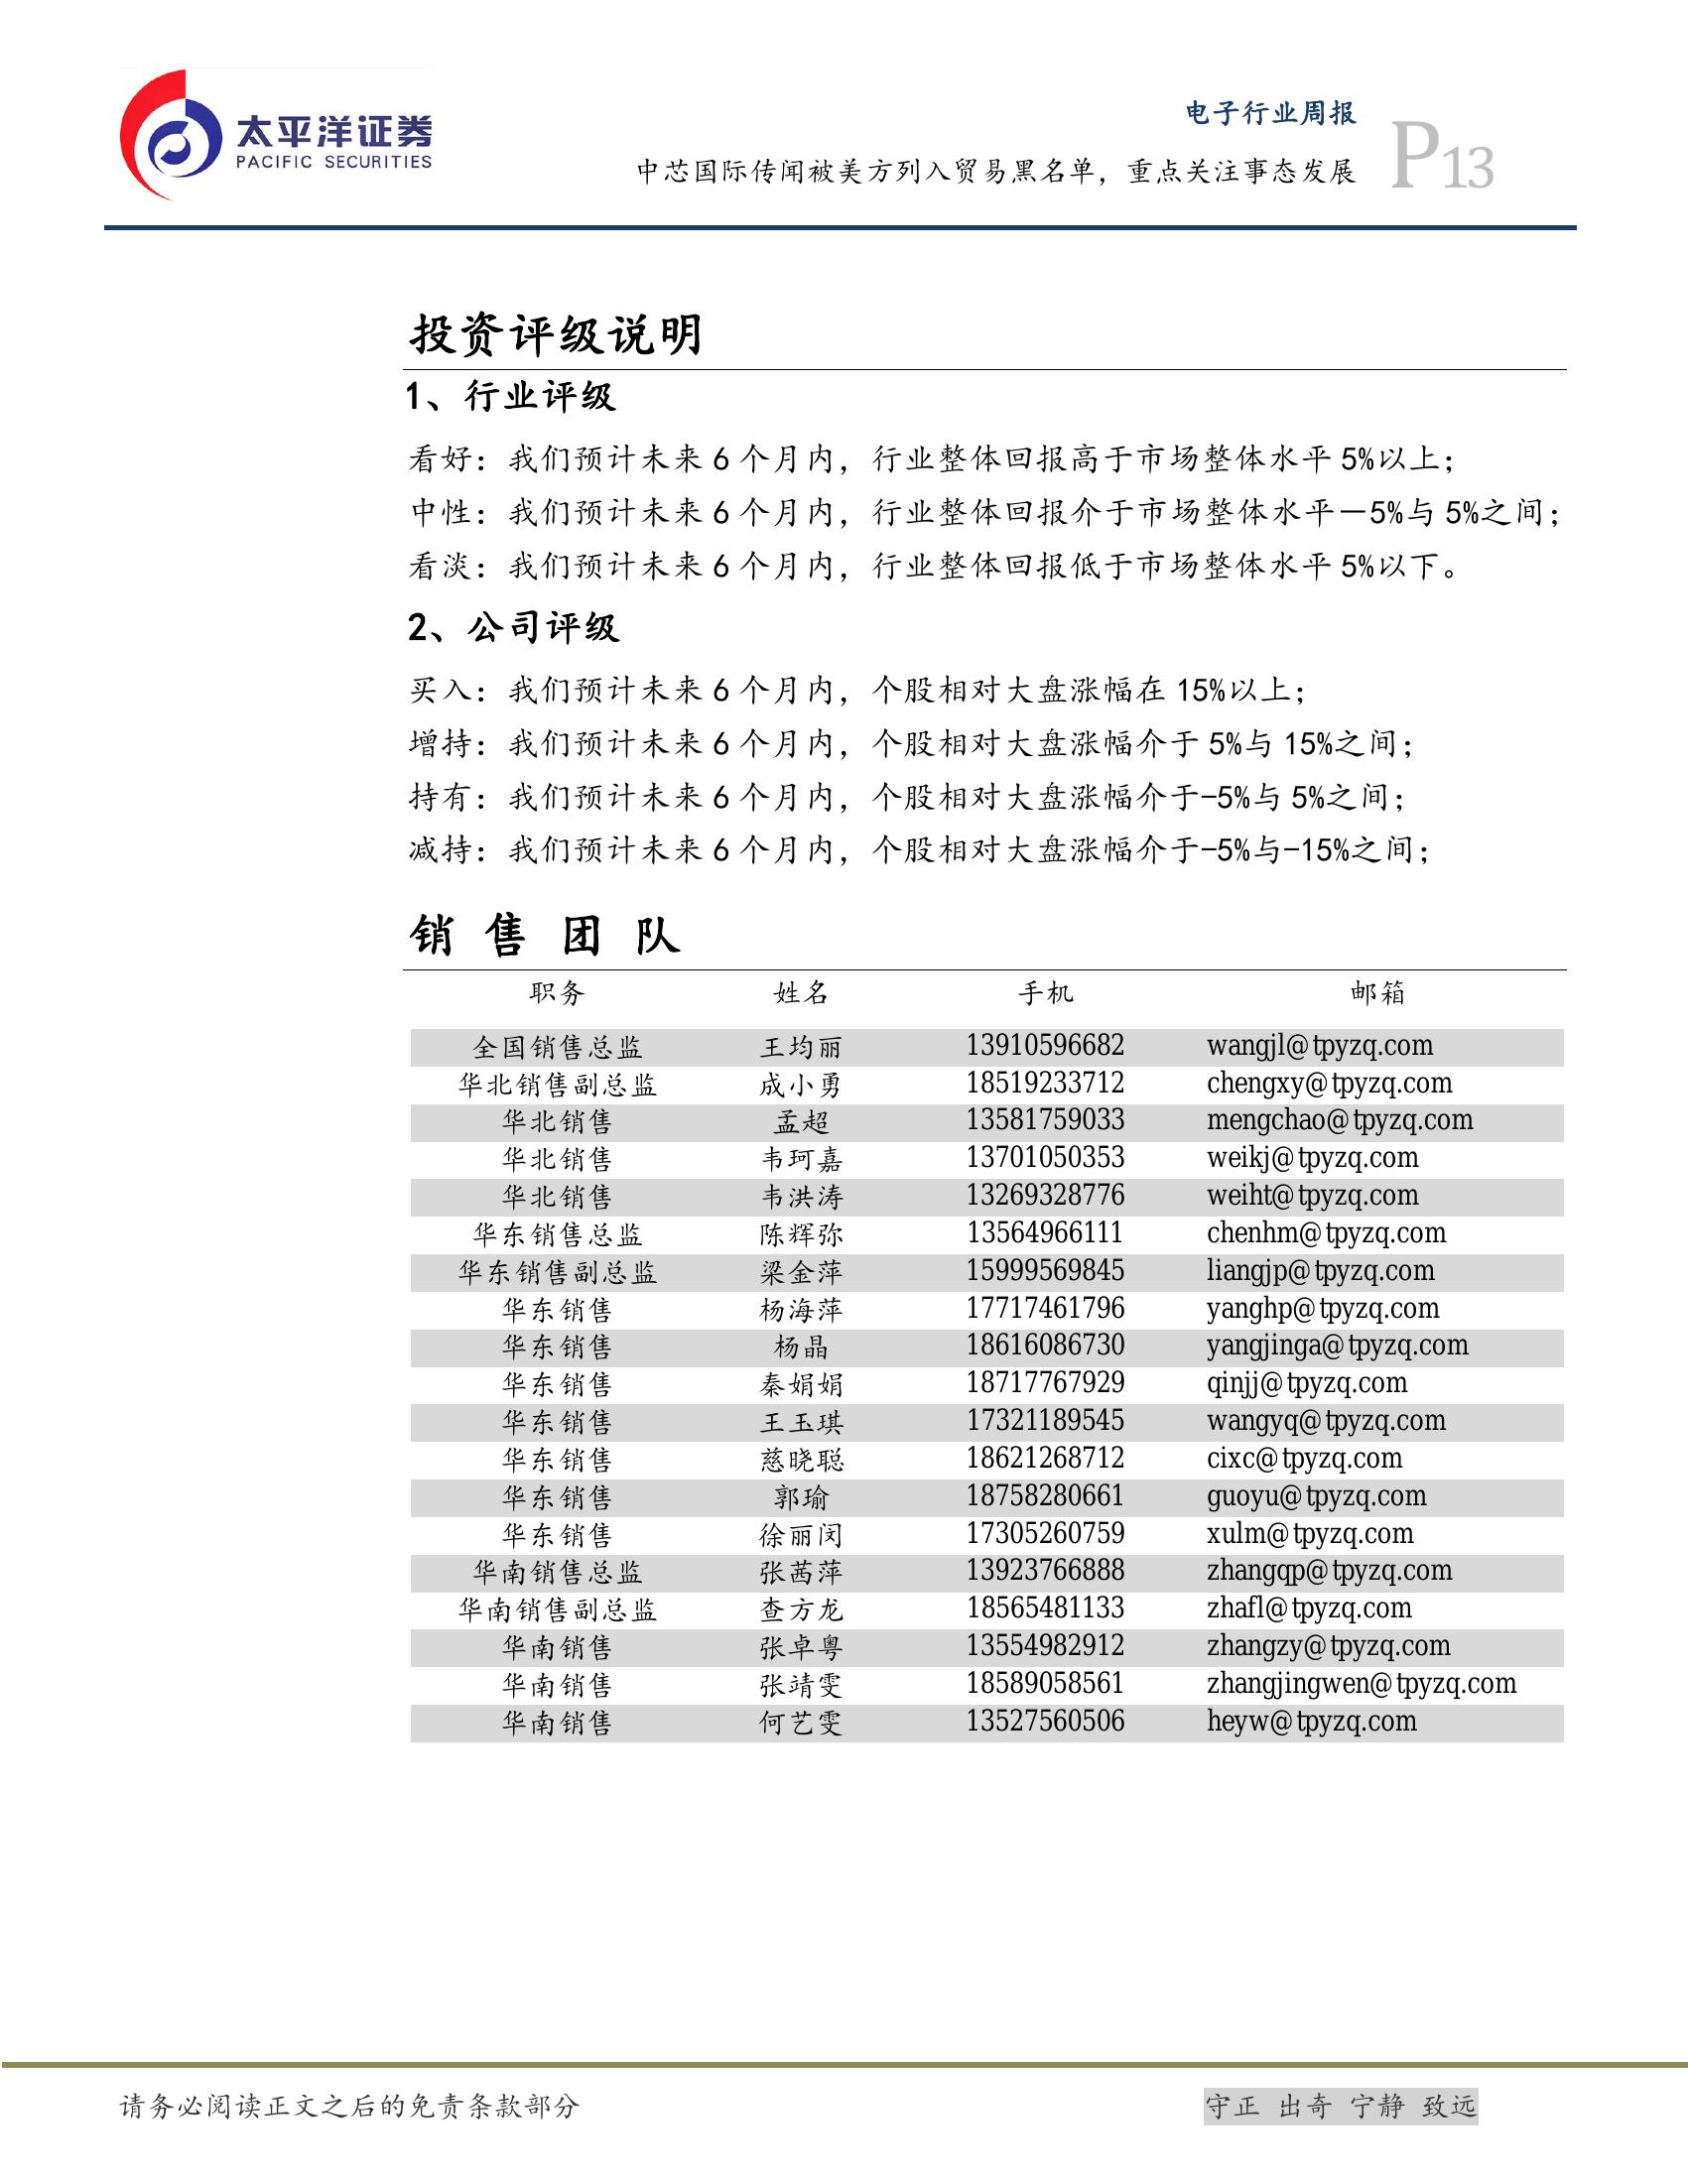 太平洋证券
PACIFIC SECURITIES
电子行业周报
中芯国际传闻被美方列入贸易黑名单，重点关注事态发展
P13
投资评级说明
1、行业评级
看好：我们预计未来 6 个月内，行业整体回报高于市场整体水平 5%以上；
中性：我们预计未来 6 个月内，行业整体回报介于市场整体水平－5%与 5%之间；
看淡：我们预计未来 6 个月内，行业整体回报低于市场整体水平 5%以下。
2、公司评级
买入：我们预计未来 6 个月内，个股相对大盘涨幅在 15%以上；
增持：我们预计未来 6 个月内，个股相对大盘涨幅介于 5%与 15%之间；
持有：我们预计未来 6 个月内，个股相对大盘涨幅介于-5%与 5%之间；
减持：我们预计未来 6 个月内，个股相对大盘涨幅介于-5%与-15%之间；
销 售 团 队
职务 姓名 手机 邮箱
全国销售总监 王均丽 13910596682 wangjl@tpyzq.com
华北销售副总监 成小勇 18519233712 chengxy@tpyzq.com
华北销售 孟超 13581759033 mengchao@tpyzq.com
华北销售 韦珂嘉 13701050353 weikj@tpyzq.com
华北销售 韦洪涛 13269328776 weiht@tpyzq.com
华东销售总监 陈辉弥 13564966111 chenhm@tpyzq.com
华东销售副总监 梁金萍 15999569845 liangjp@tpyzq.com
华东销售 杨海萍 17717461796 yanghp@tpyzq.com
华东销售 杨晶 18616086730 yangjinga@tpyzq.com
华东销售 秦娟娟 18717767929 qinjj@tpyzq.com
华东销售 王玉琪 17321189545 wangyq@tpyzq.com
华东销售 慈晓聪 18621268712 cixc@tpyzq.com
华东销售 郭瑜 18758280661 guoyu@tpyzq.com
华东销售 徐丽闵 17305260759 xulm@tpyzq.com
华南销售总监 张茜萍 13923766888 zhangqp@tpyzq.com
华南销售副总监 查方龙 18565481133 zhafl@tpyzq.com
华南销售 张卓粤 13554982912 zhangzy@tpyzq.com
华南销售 张靖雯 18589058561 zhangjingwen@tpyzq.com
华南销售 何艺雯 13527560506 heyw@tpyzq.com
请务必阅读正文之后的免责条款部分
守正 出奇 宁静 致远